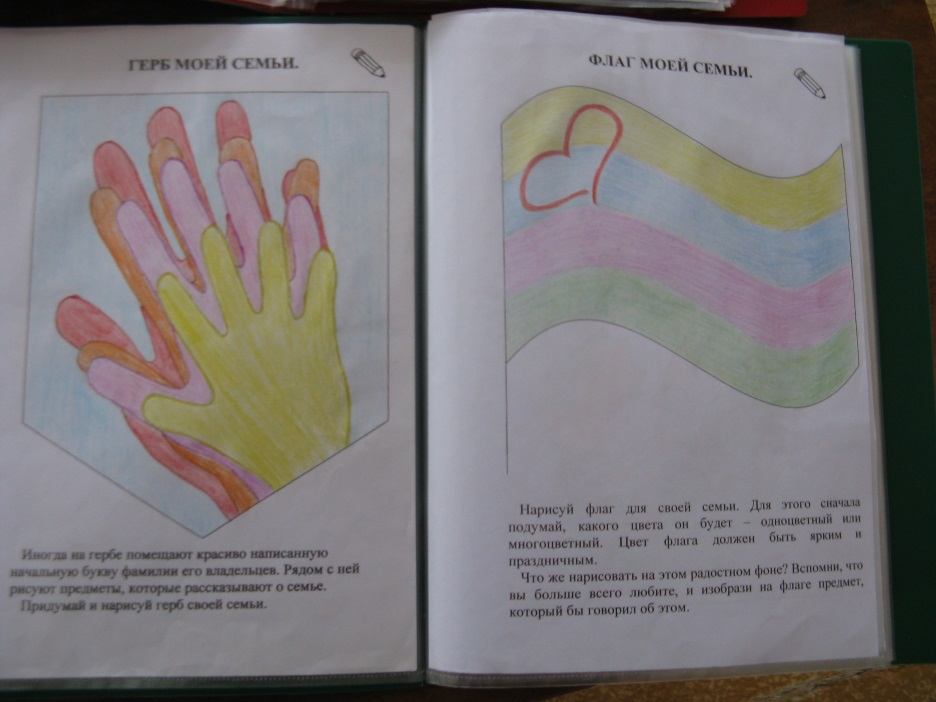 ГЕРБ МОЕЙ СЕМЬИ.
Иногда на гербе помещают красиво написанную
начальную букву фамилии его владельцев. Рядом с ней
рисуют предметы, которые рассказывают о семье.
Придумай и нарисуй герб своей семьи.
ФЛАГ МОЕЙ СЕМЬИ.
Нарисуй флаг для своей семьи. Для этого сначала
подумай, какого цвета он будет – одноцветный или
многоцветный. Цвет флага должен быть ярким и
праздничным.
Что же нарисовать на этом радостном фоне? Вспомни, что
вы больше всего любите, и изобрази на флаге предмет,
который бы говорил об этом.